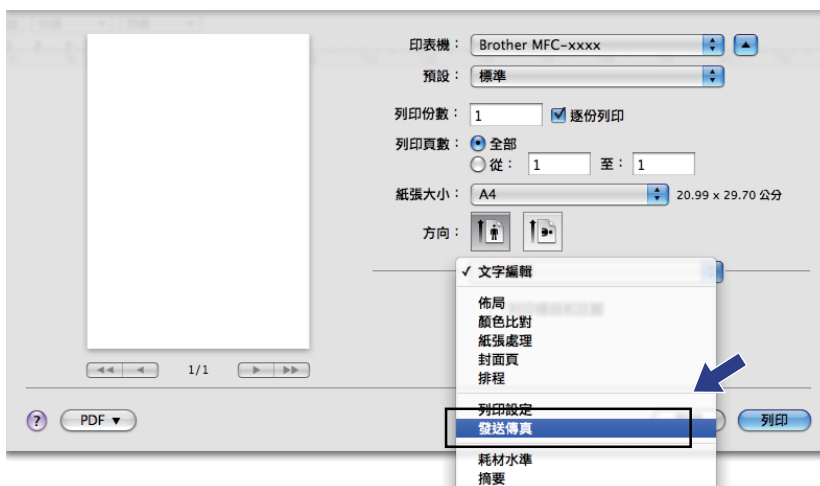 印表機： Brother MFC-xxxx
預設： 標準
列印份數： 1 逐份列印
列印頁數： 全部
從： 1 至： 1
紙張大小： A4 20.99 x 29.70 公分
方向：
文字編輯
佈局
顏色比對
紙張處理
封面頁
排程
列印設定
發送傳真
耗材水準
摘要
1/1
? PDF ▼ 列印